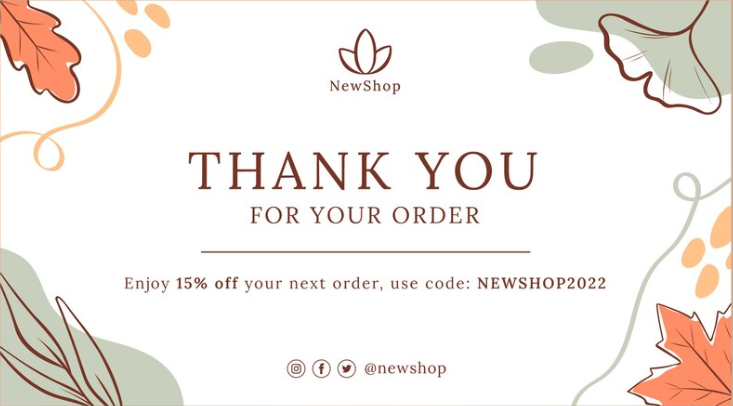 NewShop
THANK YOU
FOR YOUR ORDER
Enjoy 15% off your next order, use code: NEWSHOP2022
@newshop